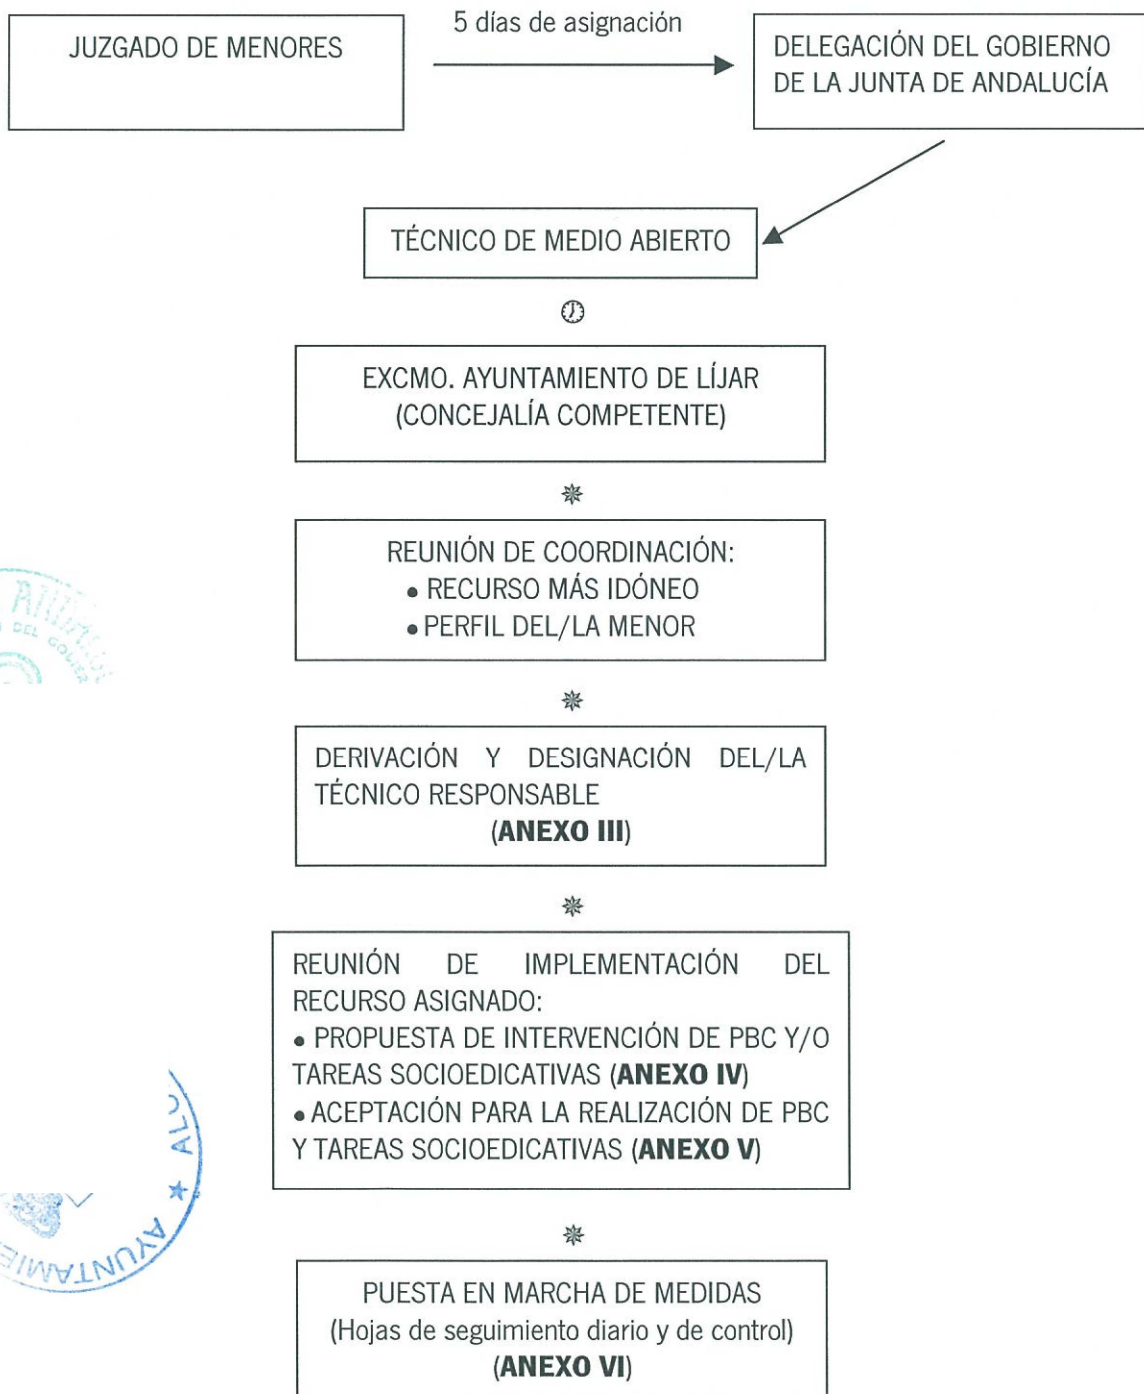 5 días de asignación
JUZGADO DE MENORES
DELEGACIÓN DEL GOBIERNO
DE LA JUNTA DE ANDALUCÍA
TÉCNICO DE MEDIO ABIERTO
EXCMO. AYUNTAMIENTO DE LÍJAR
(CONCEJALÍA COMPETENTE)
REUNIÓN DE COORDINACIÓN:
• RECURSO MÁS IDÓNEO
• PERFIL DEL/LA MENOR
DERIVACIÓN Y DESIGNACIÓN DEL/LA
TÉCNICO RESPONSABLE
(ANEXO III)
REUNIÓN DE IMPLEMENTACIÓN DEL
RECURSO ASIGNADO:
• PROPUESTA DE INTERVENCIÓN DE PBC Y/O
TAREAS SOCIOEDICATIVAS (ANEXO IV)
• ACEPTACIÓN PARA LA REALIZACIÓN DE PBC
Y TAREAS SOCIOEDICATIVAS (ANEXO V)
PUESTA EN MARCHA DE MEDIDAS
(Hojas de seguimiento diario y de control)
(ANEXO VI)
DEL